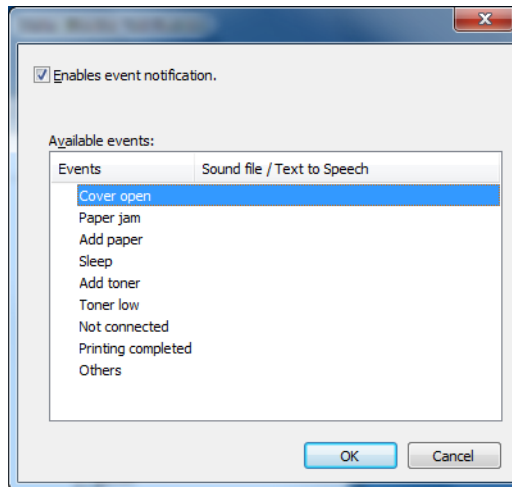 Enables event notification.
Available events:
Events Sound file / Text to Speech
Cover open
Paper jam
Add paper
Sleep
Add toner
Toner low
Not connected
Printing completed
Others
OK Cancel